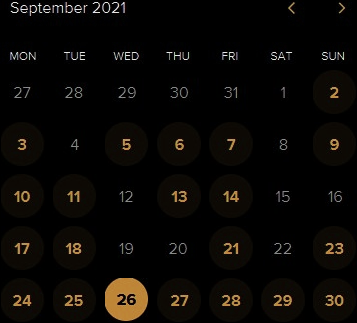 September 2021
MON TUE WED THU FRI SAT SUN
27 28 29 30 31 1 2
3 4 5 6 7 8 9
10 11 12 13 14 15 16
17 18 19 20 21 22 23
24 25 26 27 28 29 30